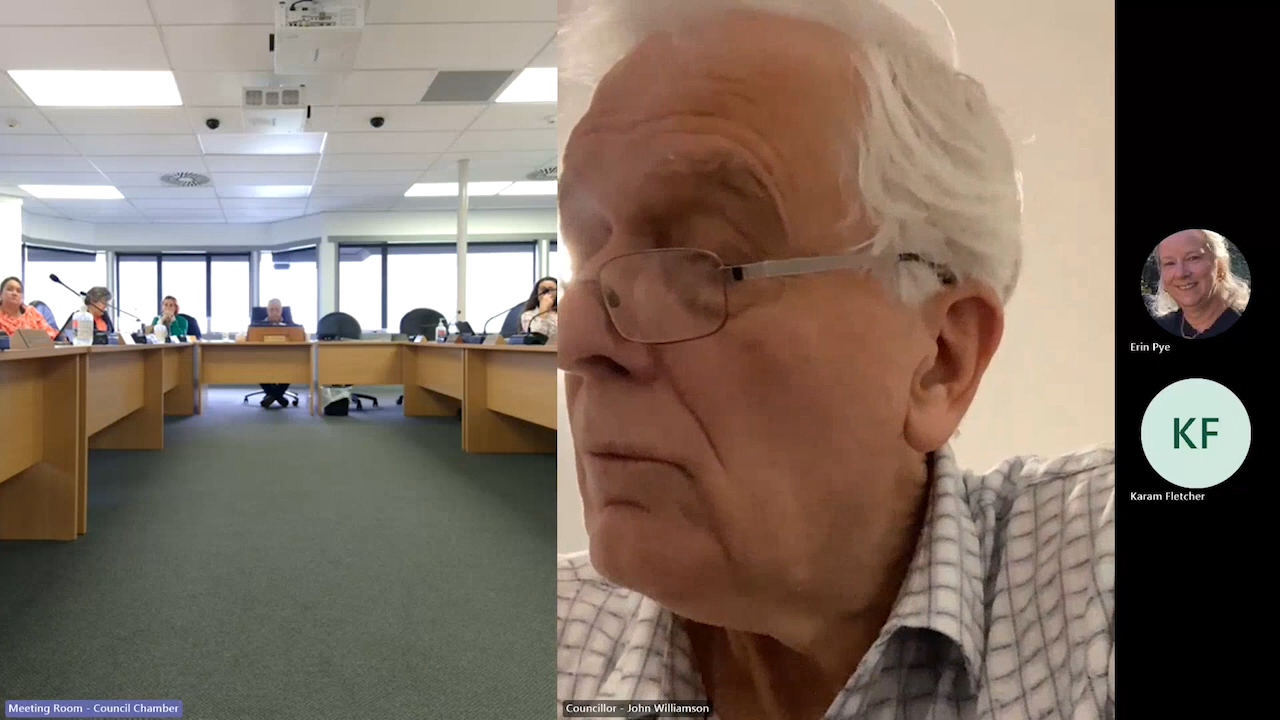 Meeting Room - Council Chamber
Councillor - John Williamson
Erin Pye
KF
Karam Fletcher